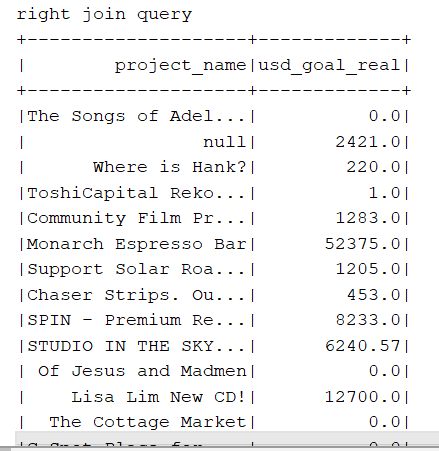 right join query
+--------------------+-------------+
|        project_name|usd_goal_real|
+--------------------+-------------+
|The Songs of Adel...|          0.0|
|                null|       2421.0|
|      Where is Hank?|        220.0|
|ToshiCapital Reko...|          1.0|
|Community Film Pr...|       1283.0|
|Monarch Espresso Bar|      52375.0|
|Support Solar Roa...|       1205.0|
|Chaser Strips. Ou...|        453.0|
|SPIN - Premium Re...|       8233.0|
|STUDIO IN THE SKY...|      6240.57|
| Of Jesus and Madmen|          0.0|
|    Lisa Lim New CD!|      12700.0|
|  The Cottage Market|          0.0|